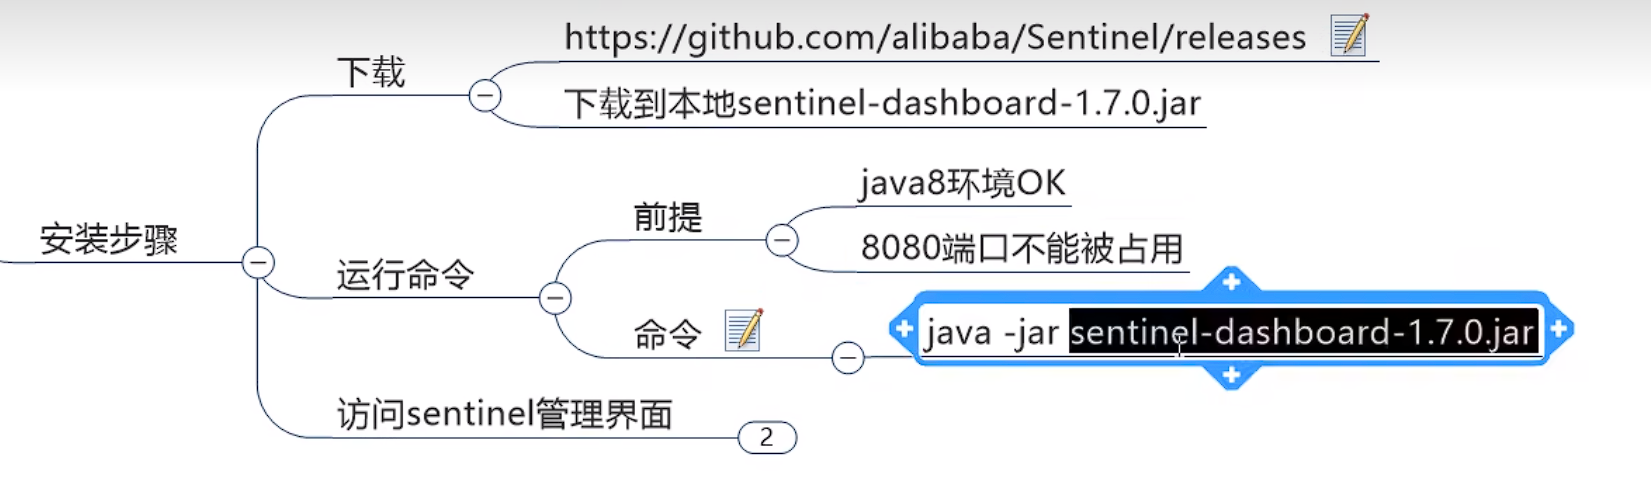 安装步骤
下载
https://github.com/alibaba/Sentinel/releases
下载到本地sentinel-dashboard-1.7.0.jar
运行命令
前提
java8环境OK
8080端口不能被占用
命令
java -jar sentinel-dashboard-1.7.0.jar
访问sentinel管理界面
2